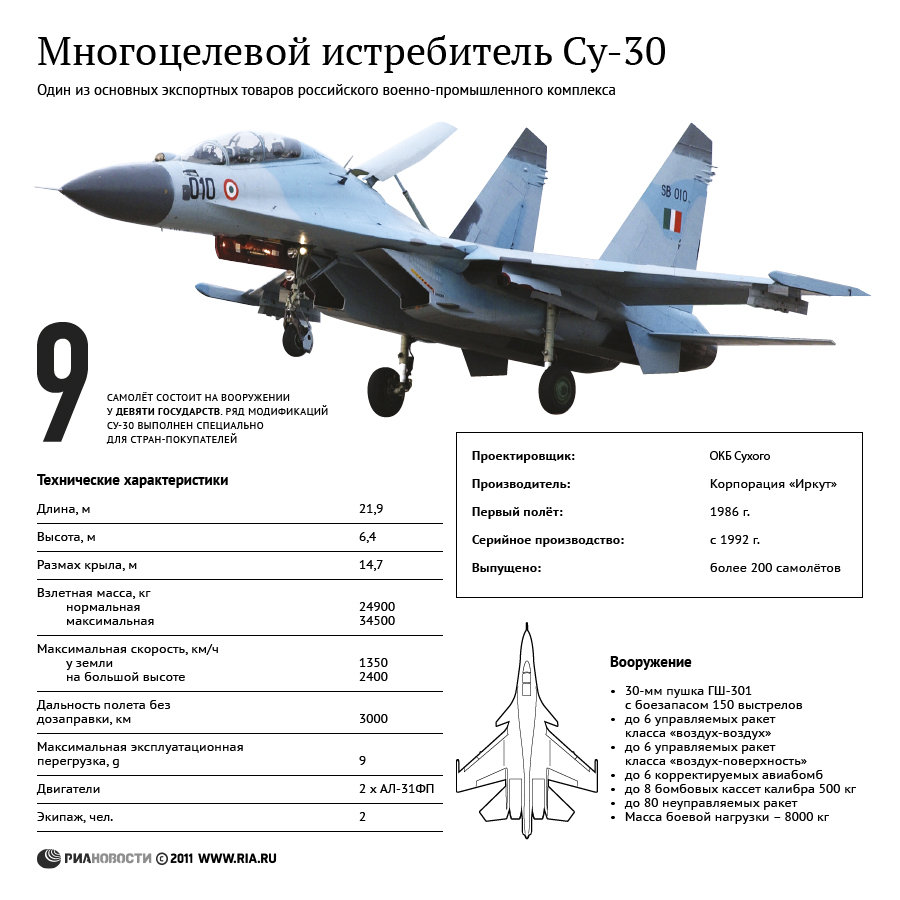 Многоцелевой истребитель Су-30
Один из основных экспортных товаров российского военно-промышленного комплекса
010
SB 010
9
САМОЛЁТ СОСТОИТ НА ВООРУЖЕНИИ
У ДЕВЯТИ ГОСУДАРСТВ. РЯД МОДИФИКАЦИЙ
СУ-30 ВЫПОЛНЕН СПЕЦИАЛЬНО
ДЛЯ СТРАН-ПОКУПАТЕЛЕЙ
Технические характеристики
Длина, м 21,9
Высота, м 6,4
Размах крыла, м 14,7
Взлетная масса, кг
нормальная 24900
максимальная 34500
Максимальная скорость, км/ч
у земли 1350
на большой высоте 2400
Дальность полета без
дозаправки, км 3000
Максимальная эксплуатационная
перегрузка, g 9
Двигатели 2 x АЛ-31ФП
Экипаж, чел. 2
Проектировщик: ОКБ Сухого
Производитель: Корпорация «Иркут»
Первый полёт: 1986 г.
Серийное производство: с 1992 г.
Выпущено: более 200 самолётов
Вооружение
• 30-мм пушка ГШ-301
с боезапасом 150 выстрелов
• до 6 управляемых ракет
класса «воздух-воздух»
• до 6 управляемых ракет
класса «воздух-поверхность»
• до 6 корректируемых авиабомб
• до 8 бомбовых кассет калибра 500 кг
• до 80 неуправляемых ракет
• Масса боевой нагрузки – 8000 кг
РИАНОВОСТИ © 2011 WWW.RIA.RU